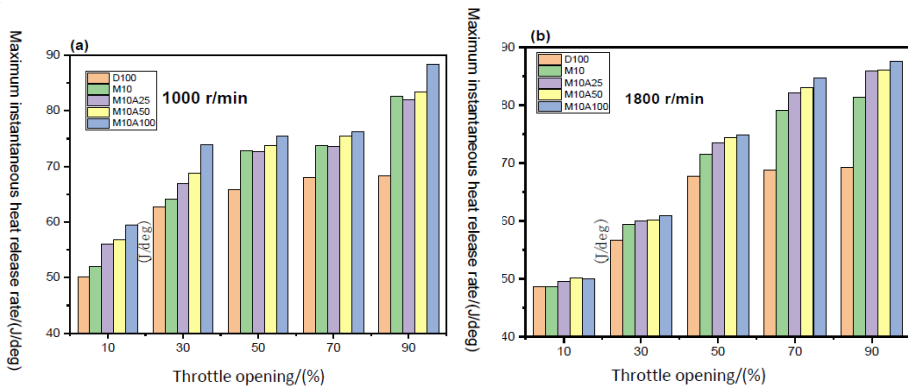 (a)
Maximum instantaneous heat release rate/(J/deg)
90
80
70
60
50
40
D100
M10
M10A25
M10A50
M10A100
1000 r/min
(J/deg)
10 30 50 70 90
Throttle opening/(%)
(b)
Maximum instantaneous heat release rate/(J/deg)
90
80
70
60
50
40
D100
M10
M10A25
M10A50
M10A100
1800 r/min
(J/deg)
10 30 50 70 90
Throttle opening/(%)